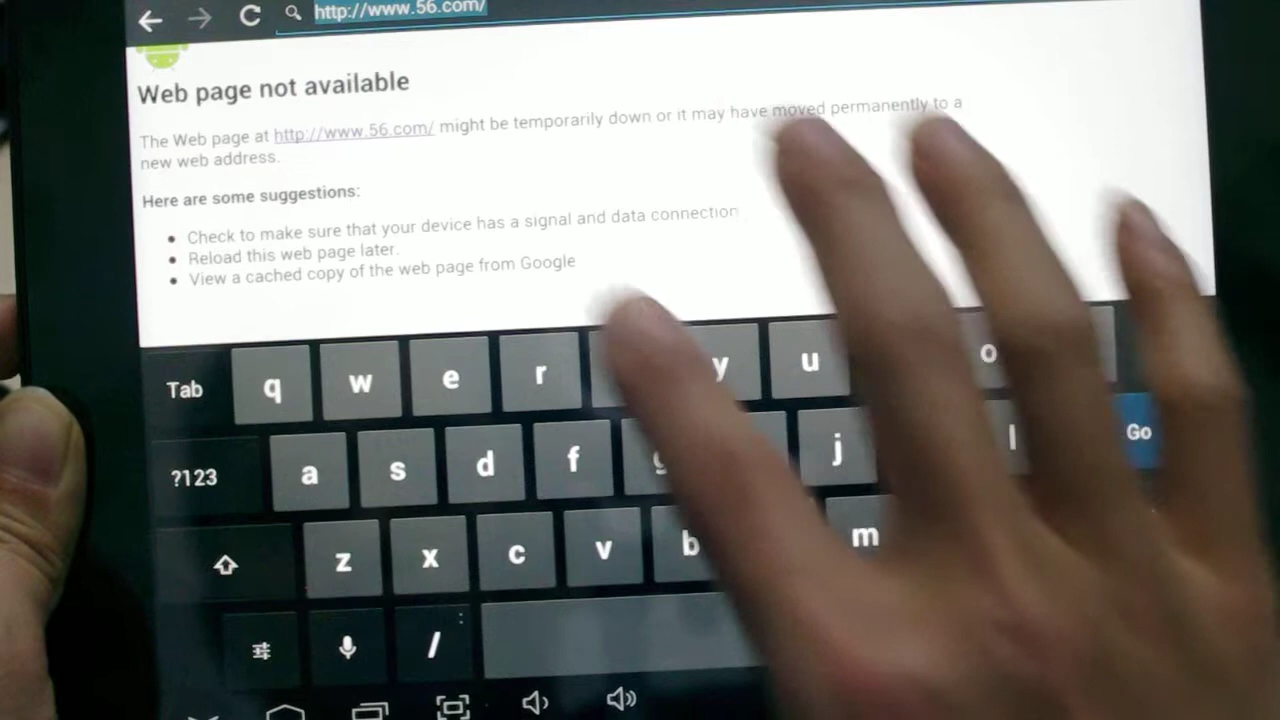 http://www.56.com/
Web page not available
The Web page at http://www.56.com/ might be temporarily down or it may have moved permanently to a
new web address.
Here are some suggestions:
• Check to make sure that your device has a signal and data connection
• Reload this web page later.
• View a cached copy of the web page from Google
Tab q w e r y u o
?123 a s d f g j l Go
z x c v b m
/